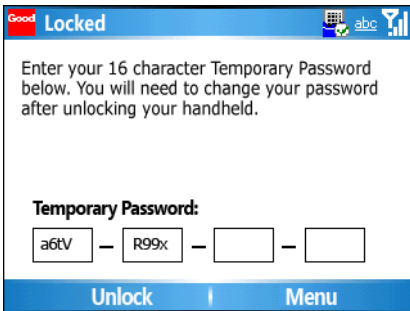 Good Locked abc
Enter your 16 character Temporary Password
below. You will need to change your password
after unlocking your handheld.
Temporary Password:
a6tV – R99x – –
Unlock Menu